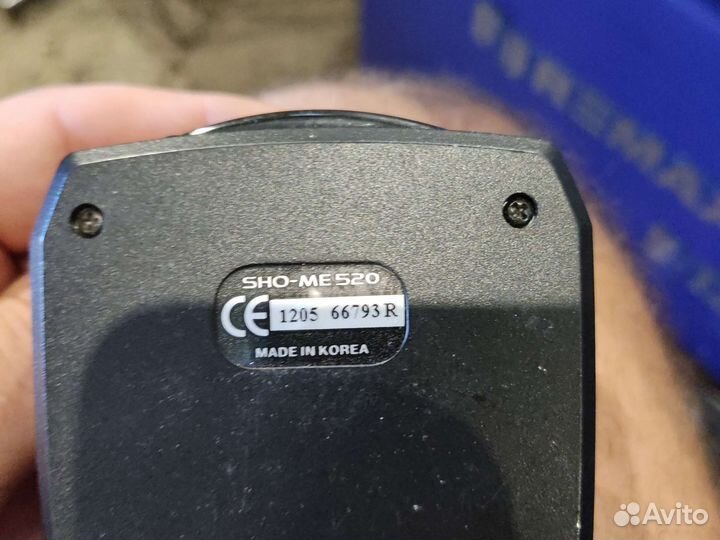 SHO-ME 520
CE 1205 66793 R
MADE IN KOREA
Avito